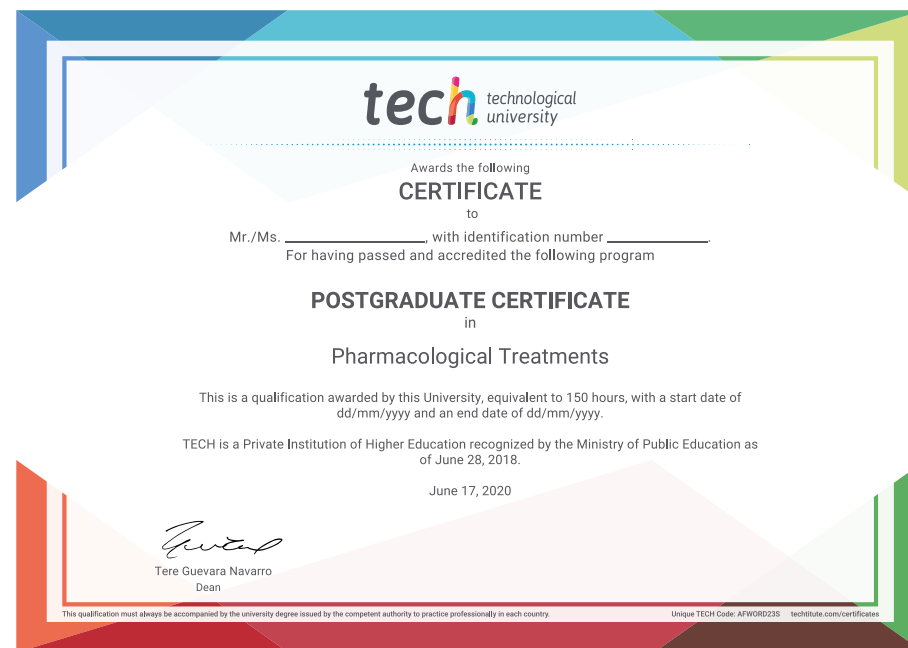 tech technological
university
Awards the following
CERTIFICATE
to
Mr./Ms. ____________________, with identification number ______________.
For having passed and accredited the following program
POSTGRADUATE CERTIFICATE
in
Pharmacological Treatments
This is a qualification awarded by this University, equivalent to 150 hours, with a start date of
dd/mm/yyyy and an end date of dd/mm/yyyy.
TECH is a Private Institution of Higher Education recognized by the Ministry of Public Education as
of June 28, 2018.
June 17, 2020
Tere Guevara Navarro
Dean
This qualification must always be accompanied by the university degree issued by the competent authority to practice professionally in each country. Unique TECH Code: AFWORD23S techtitute.com/certificates